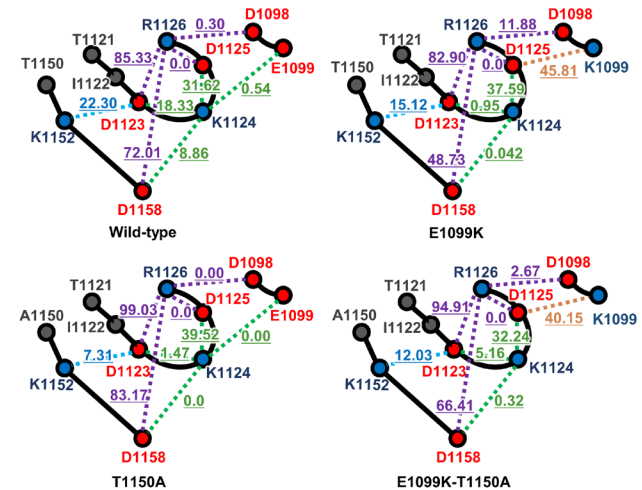 R1126 0.30 D1098
T1121 85.33 0.0 D1125
T1150 I1122 31.62 E1099
22.30 18.33 0.54
K1152 D1123 K1124
72.01 8.86
D1158
Wild-type
R1126 11.88 D1098
T1121 82.90 0.0 D1125
T1150 I1122 37.59 45.81 K1099
15.12 0.95
K1152 D1123 K1124
48.73 0.042
D1158
E1099K
R1126 0.00 D1098
T1121 99.03 0.0 D1125
A1150 I1122 39.52 E1099
7.31 1.47 0.00
K1152 D1123 K1124
83.17 0.0
D1158
T1150A
R1126 2.67 D1098
T1121 94.91 0.0 D1125
A1150 I1122 32.24 40.15 K1099
12.03 5.16
K1152 D1123 K1124
66.41 0.32
D1158
E1099K-T1150A